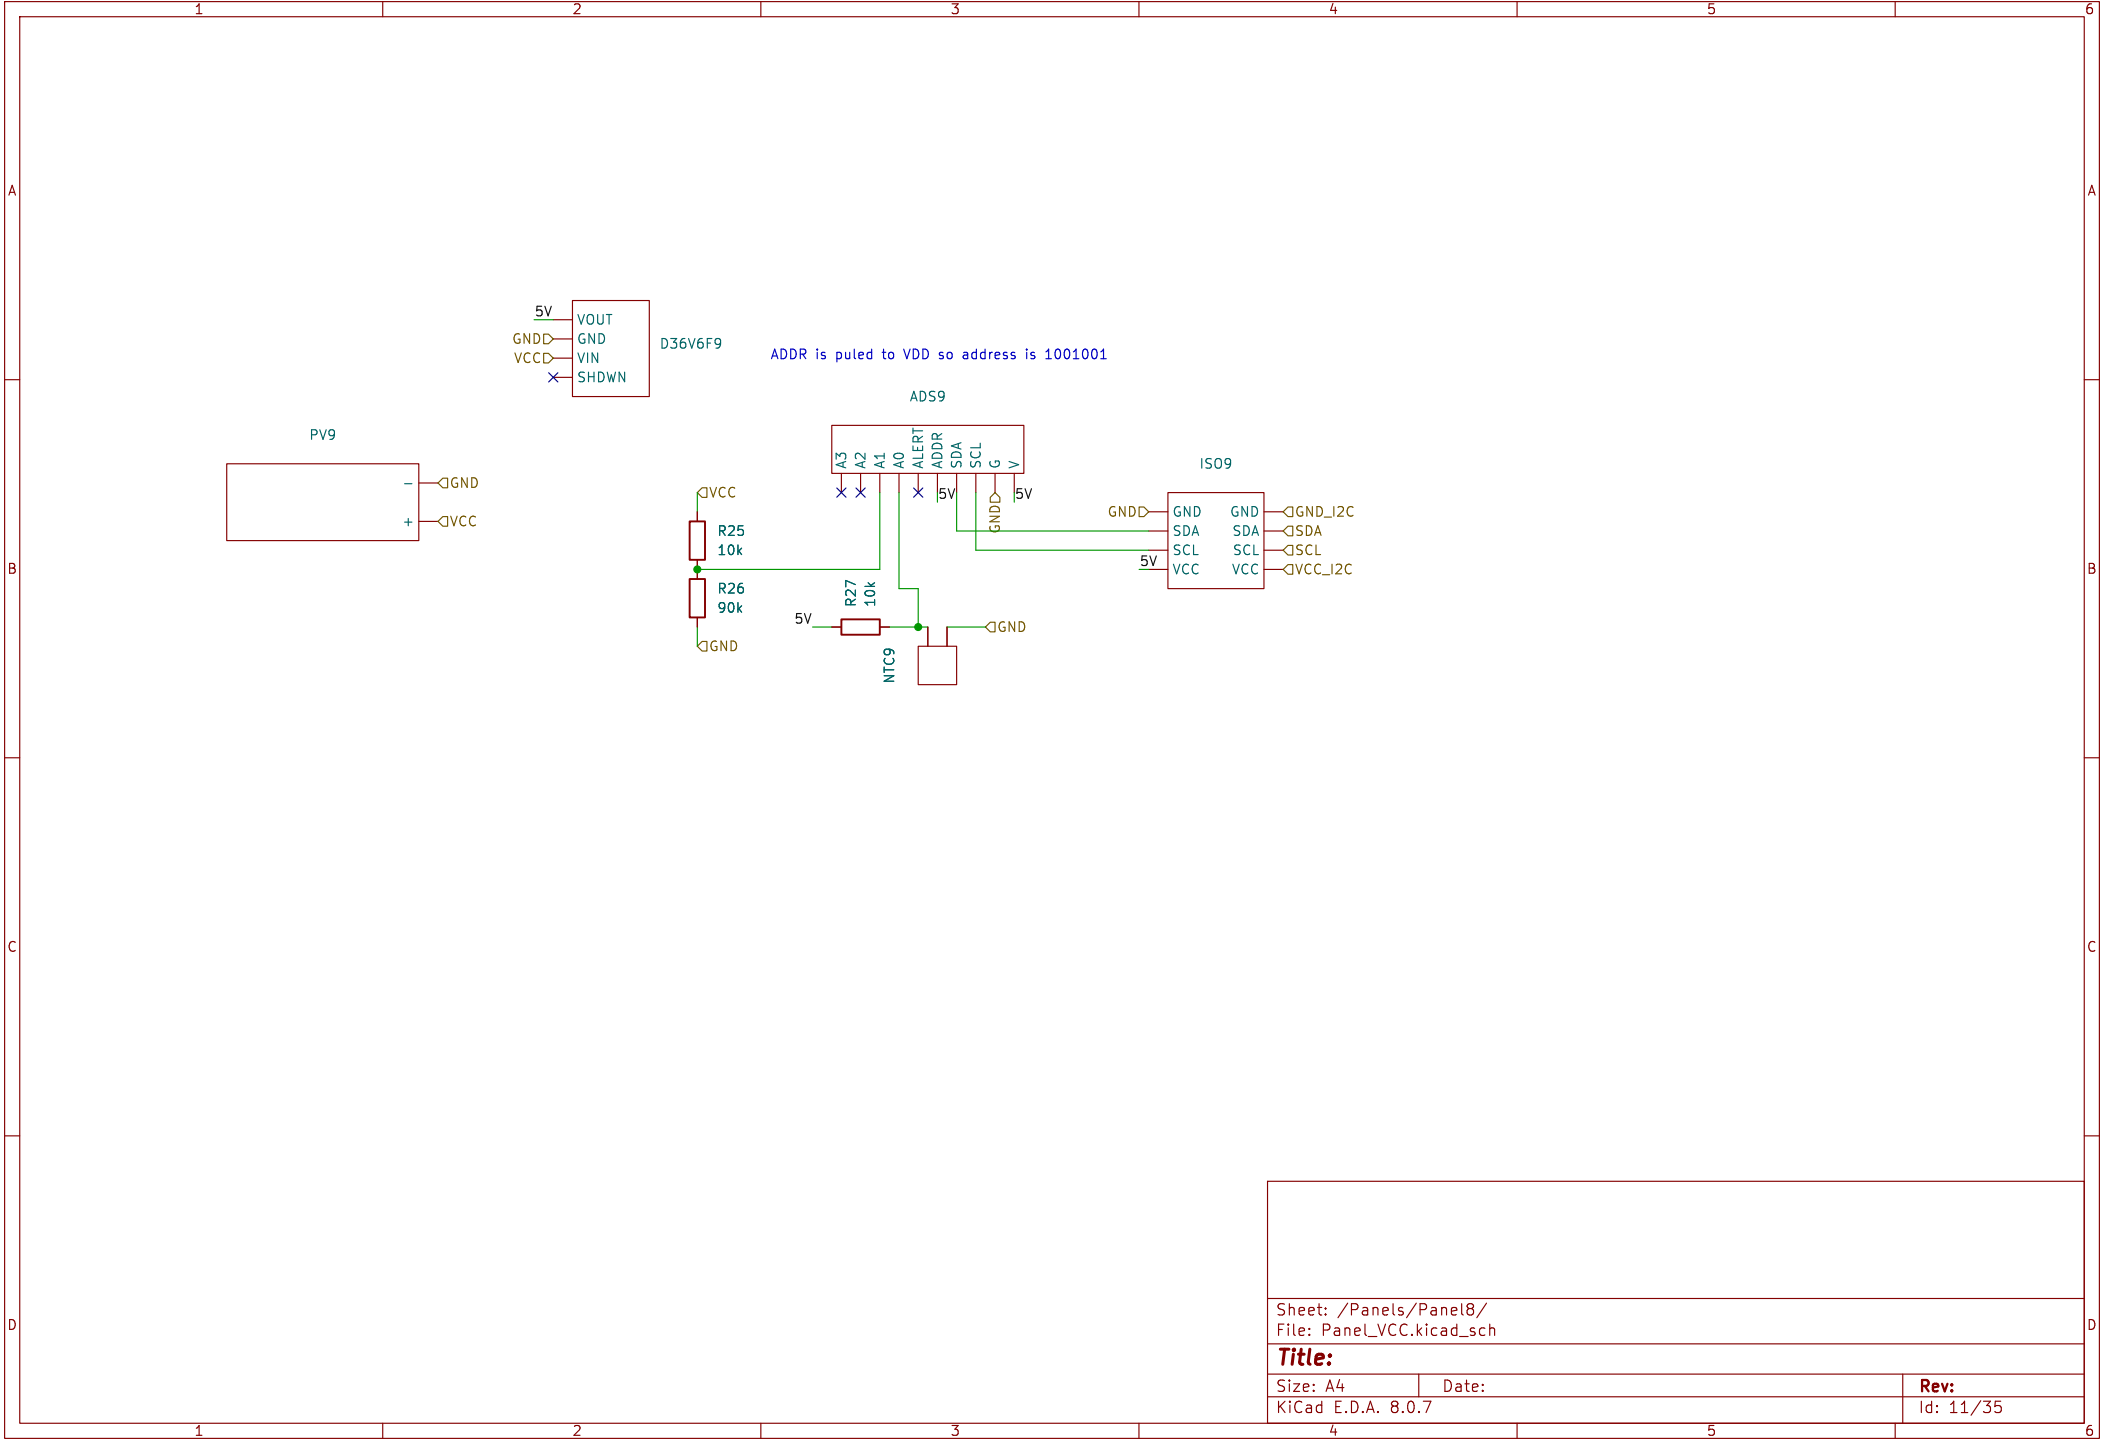 1 2 3 4 5 6
A A
5V
VOUT
GND GND
VCC VIN
SHDWN
D36V6F9
ADDR is puled to VDD so address is 1001001
ADS9
A3 A2 A1 A0 ALERT ADDR SDA SCL G V
5V GND 5V
PV9
- GND
+ VCC
VCC
R25
10k
R26
90k
GND
R27
10k
5V
NTC9
GND
ISO9
GND GND GND GND_I2C
SDA SDA SDA
SCL SCL SCL
5V VCC VCC VCC_I2C
B B
C C
D D
Sheet: /Panels/Panel8/
File: Panel_VCC.kicad_sch
Title:
Size: A4 Date: Rev:
KiCad E.D.A. 8.0.7 Id: 11/35
1 2 3 4 5 6